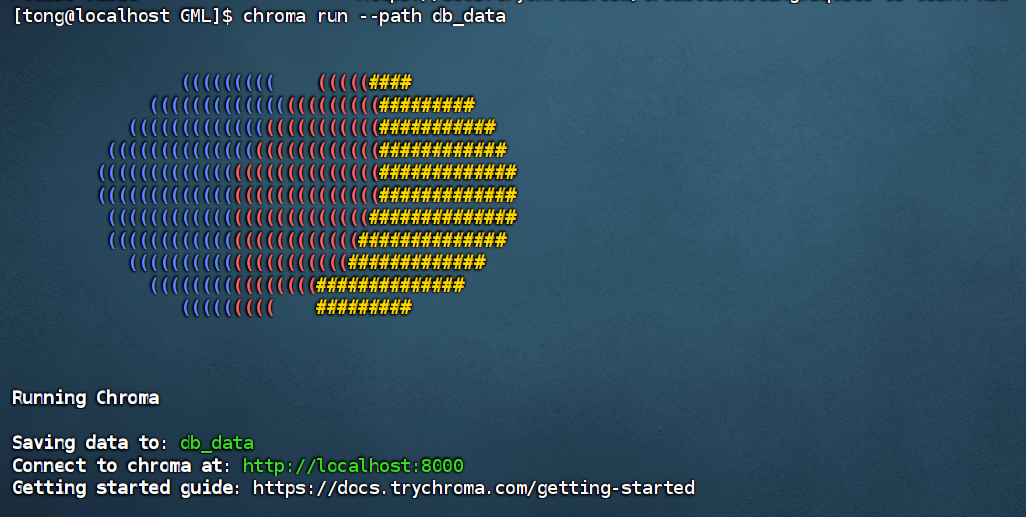 [tong@localhost GML]$ chroma run --path db_data
(((((((((    (((((####
(((((((((((((((((((((#########
((((((((((((((((((((((((###########
((((((((((((((((((((((((((############
(((((((((((((((((((((((((((#############
(((((((((((((((((((((((((((#############
(((((((((((((((((((((((((##############
((((((((((((((((((((((((##############
(((((((((((((((((((((#############
((((((((((((((((##############
(((((((((    #########
Running Chroma
Saving data to: db_data
Connect to chroma at: http://localhost:8000
Getting started guide: https://docs.trychroma.com/getting-started